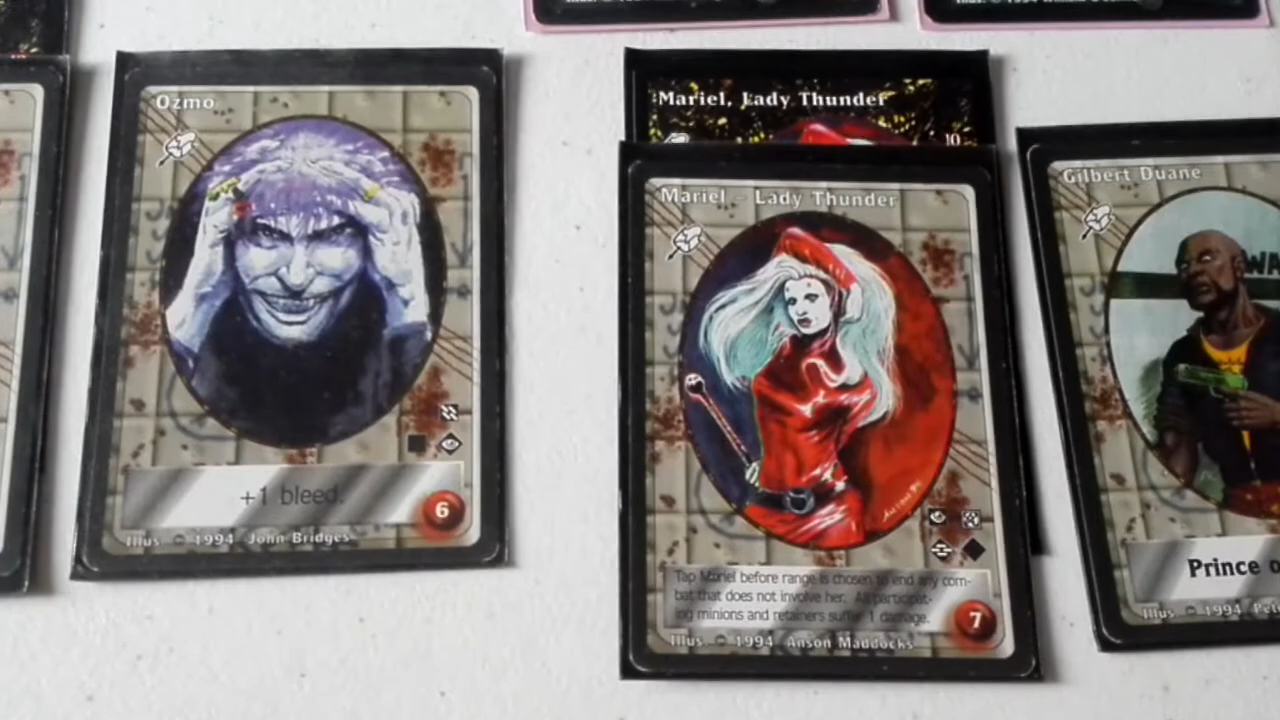 Ozmo
+1 bleed.
6
Illus. © 1994 John Bridges
Mariel, Lady Thunder
10
Mariel - Lady Thunder
Tap Mariel before range is chosen to end any com-
bat that does not involve her. All participat-
ing minions and retainers suffer 1 damage.
7
Illus. © 1994 Anson Maddocks
Gilbert Duane
WA
Prince o
Illus. © 1994